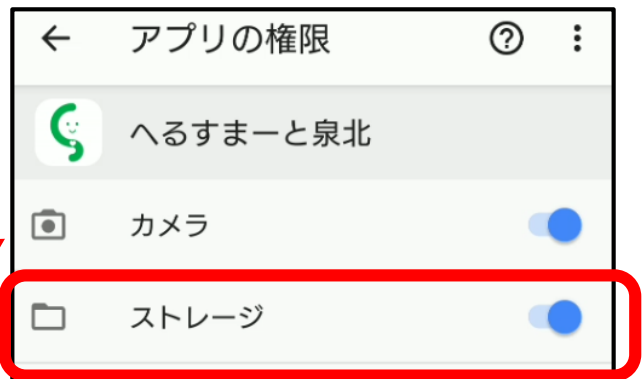 アプリの権限
へるすまーと泉北
カメラ
ストレージ